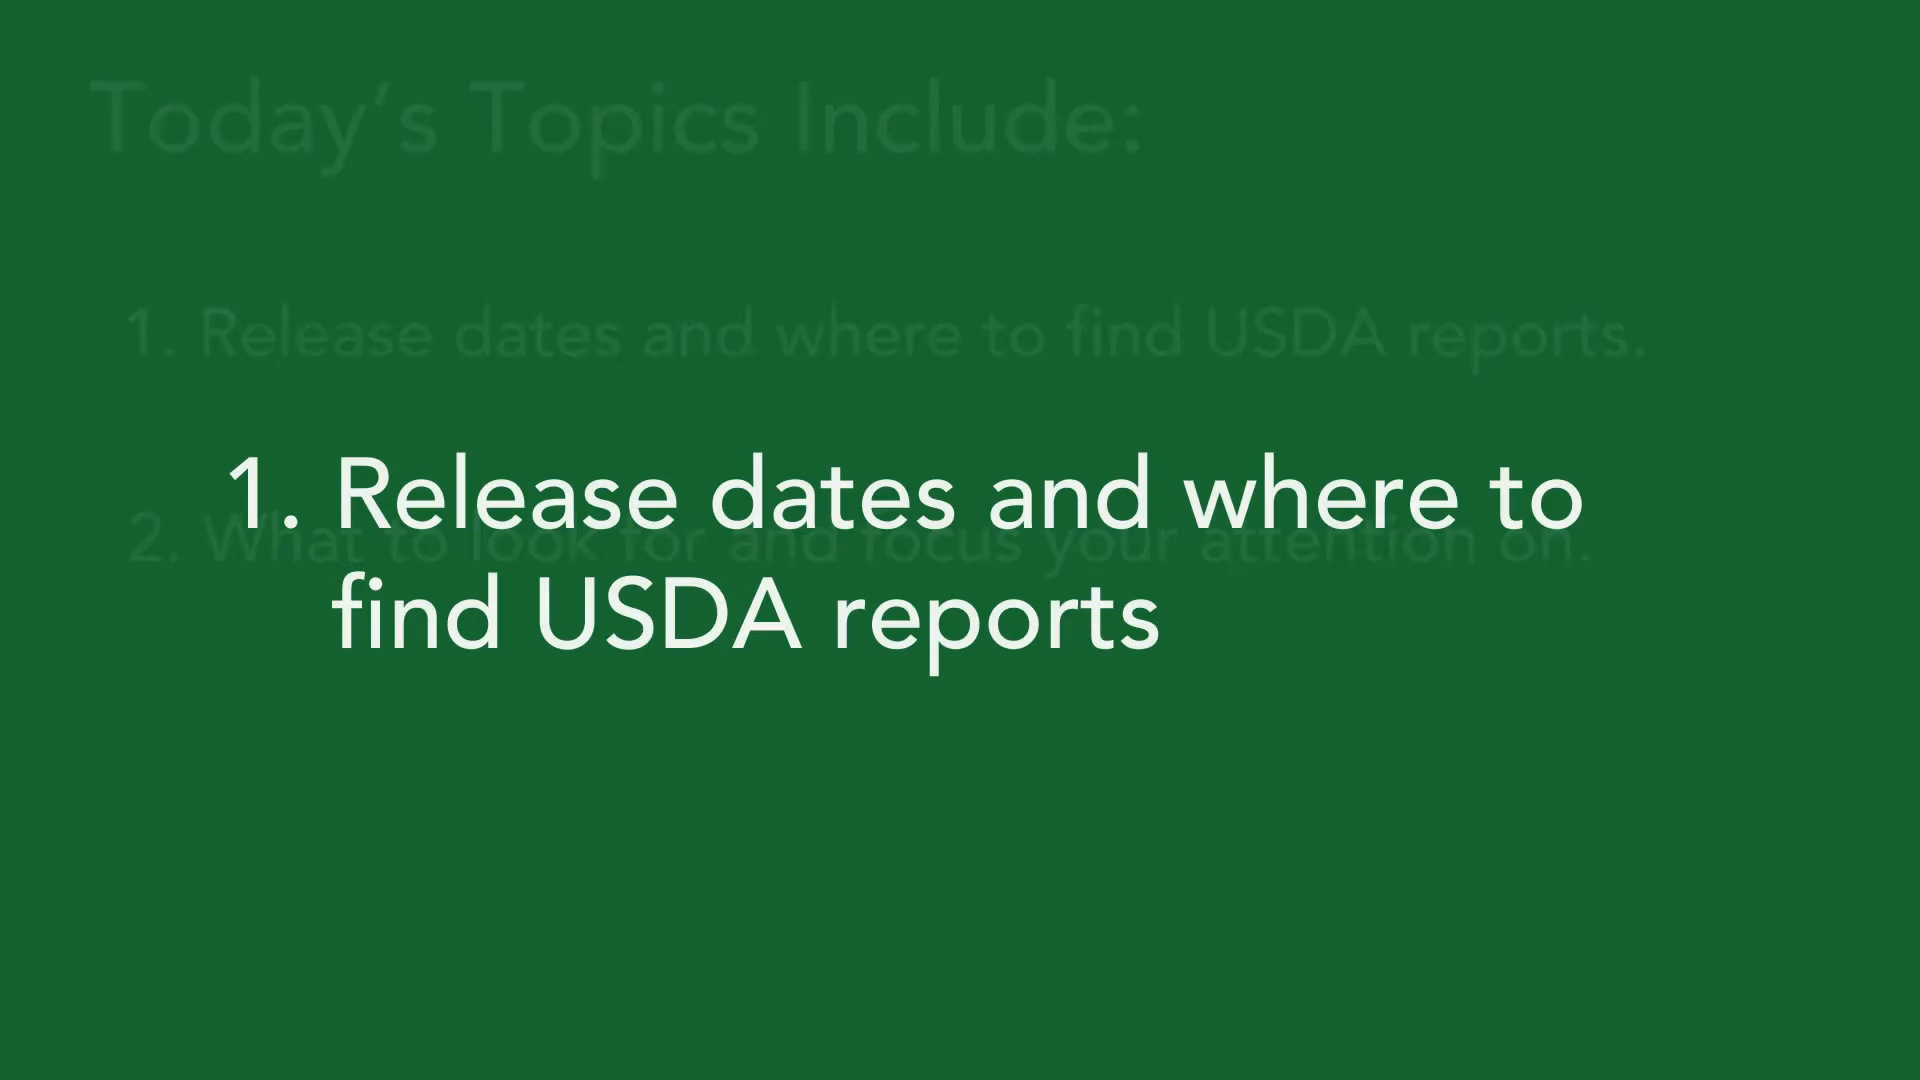 Today's Topics Include:
1. Release dates and where to find USDA reports.
1. Release dates and where to
find USDA reports
2. What to look for and focus your attention on.